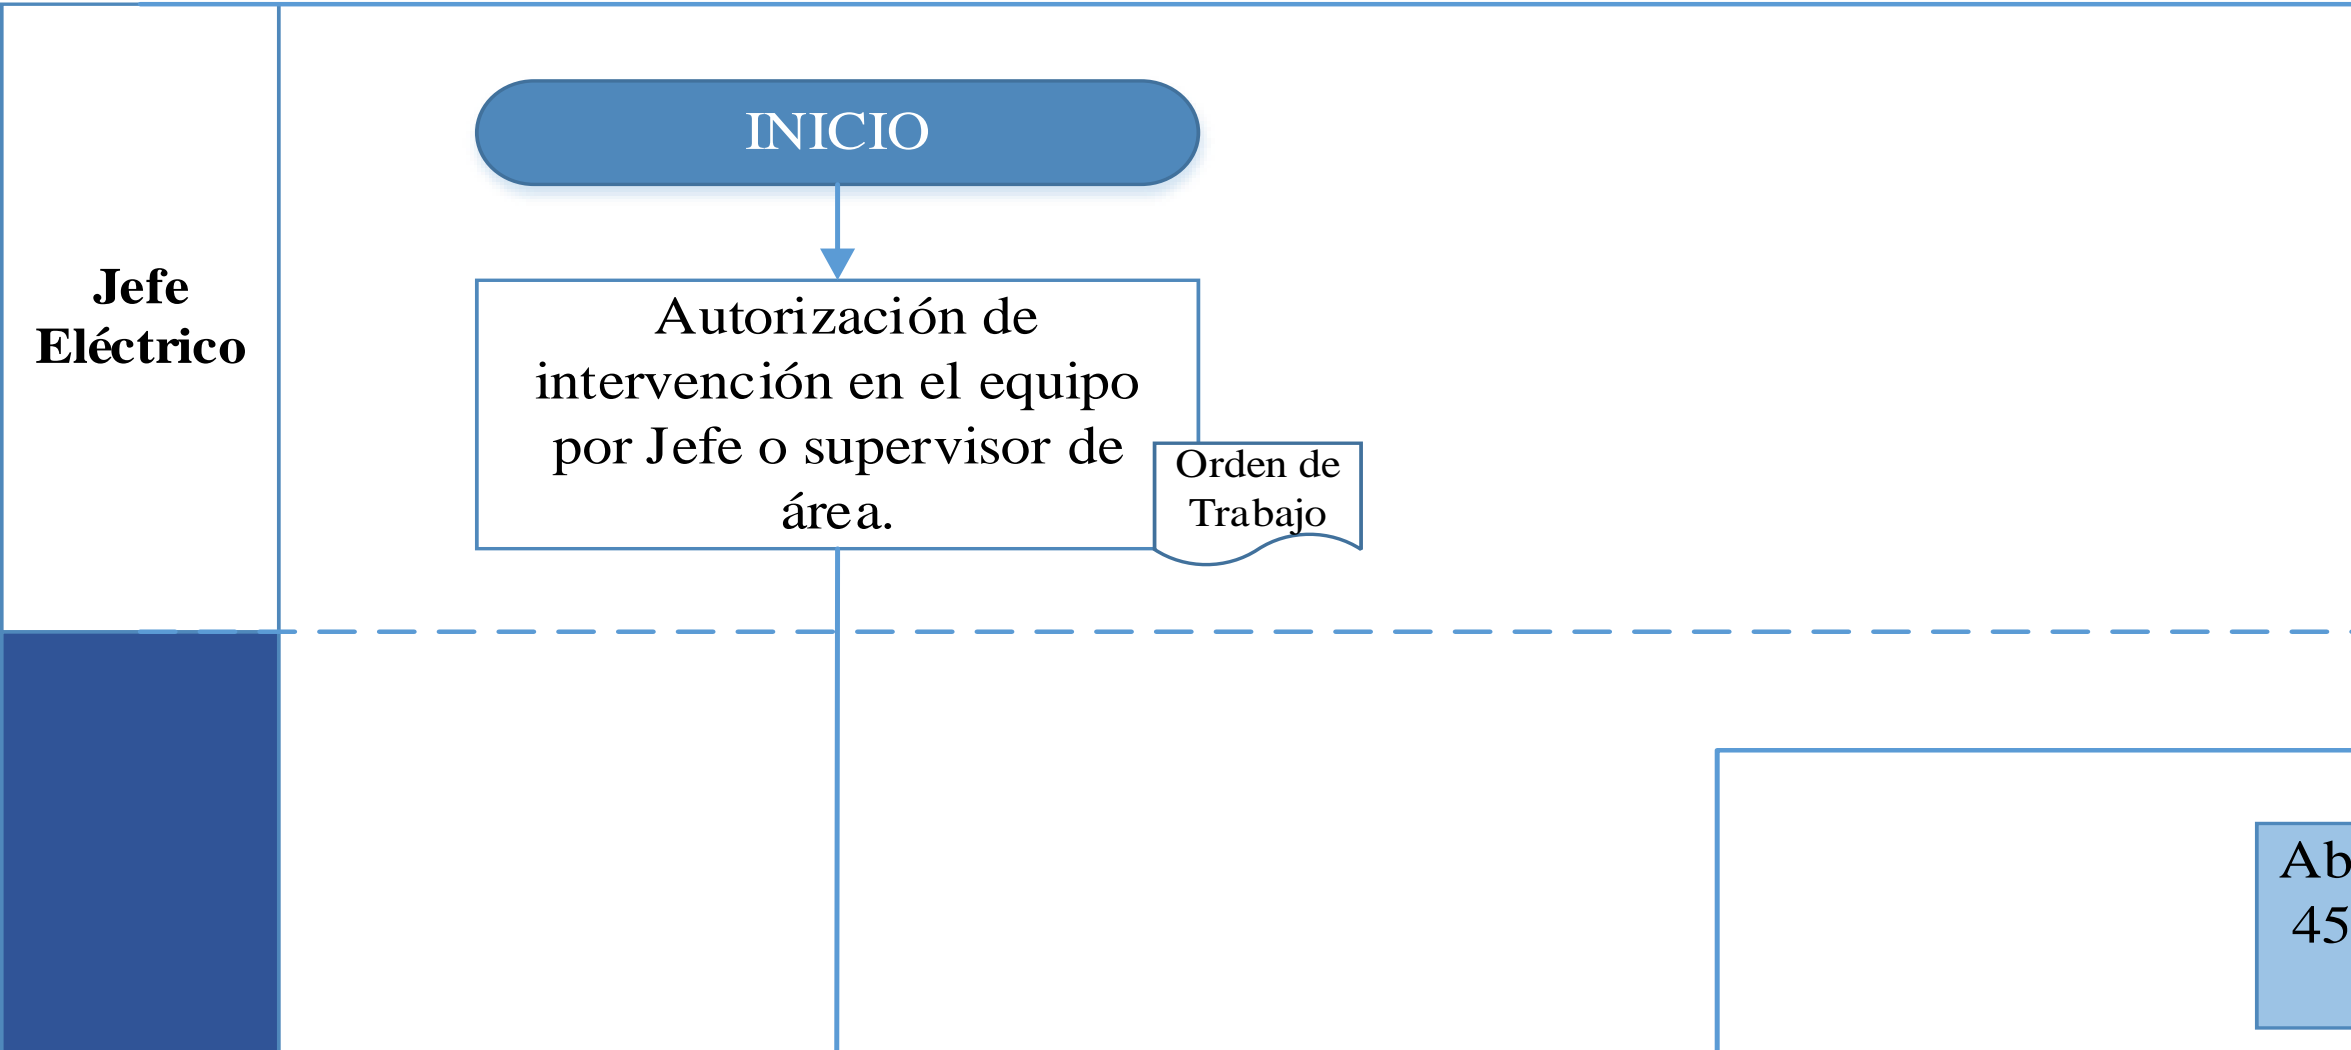 INICIO
Jefe
Eléctrico
Autorización de
intervención en el equipo
por Jefe o supervisor de
área.
Orden de
Trabajo